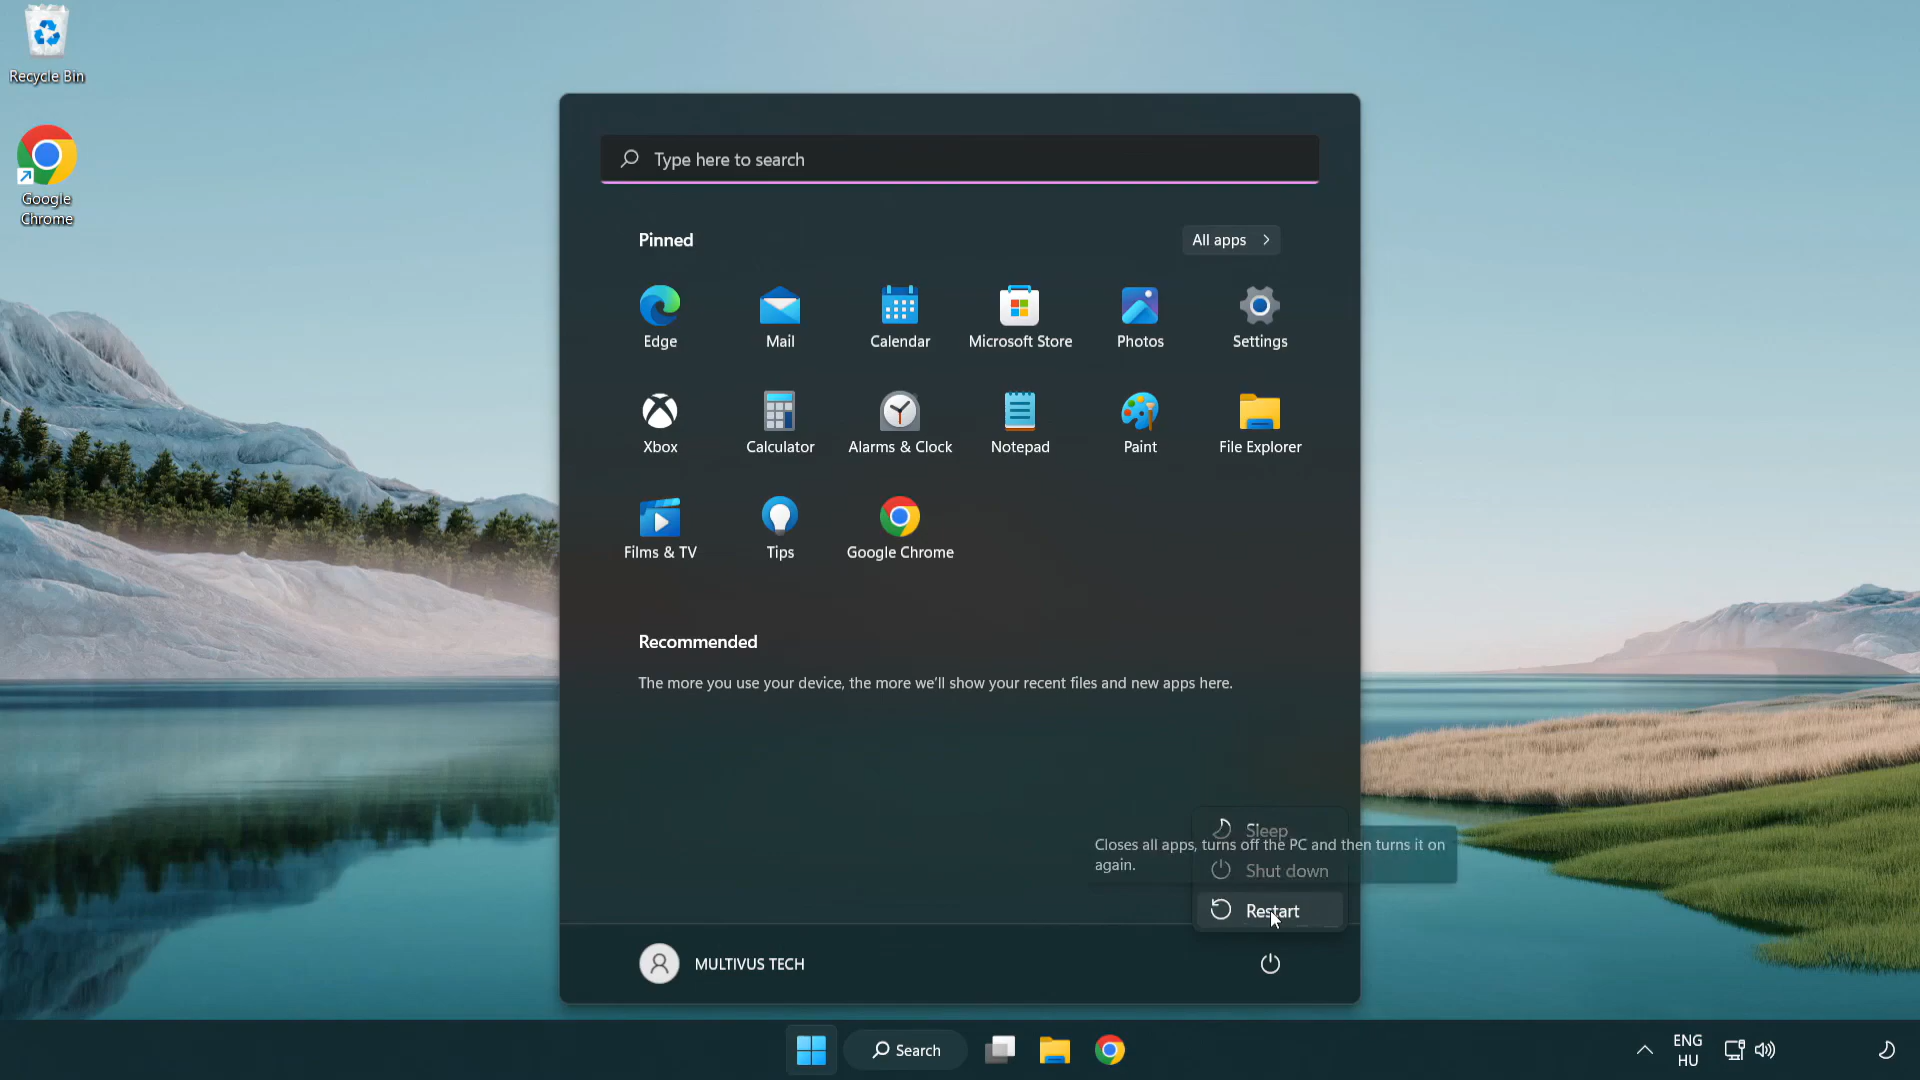 Recycle Bin
Google
Chrome
Type here to search
Pinned
All apps
Edge
Mail
Calendar
Microsoft Store
Photos
Settings
Xbox
Calculator
Alarms & Clock
Notepad
Paint
File Explorer
Films & TV
Tips
Google Chrome
Recommended
The more you use your device, the more we'll show your recent files and new apps here.
Sleep
Closes all apps, turns off the PC and then turns it on
again.
Shut down
Restart
MULTIVUS TECH
Search
ENG
HU